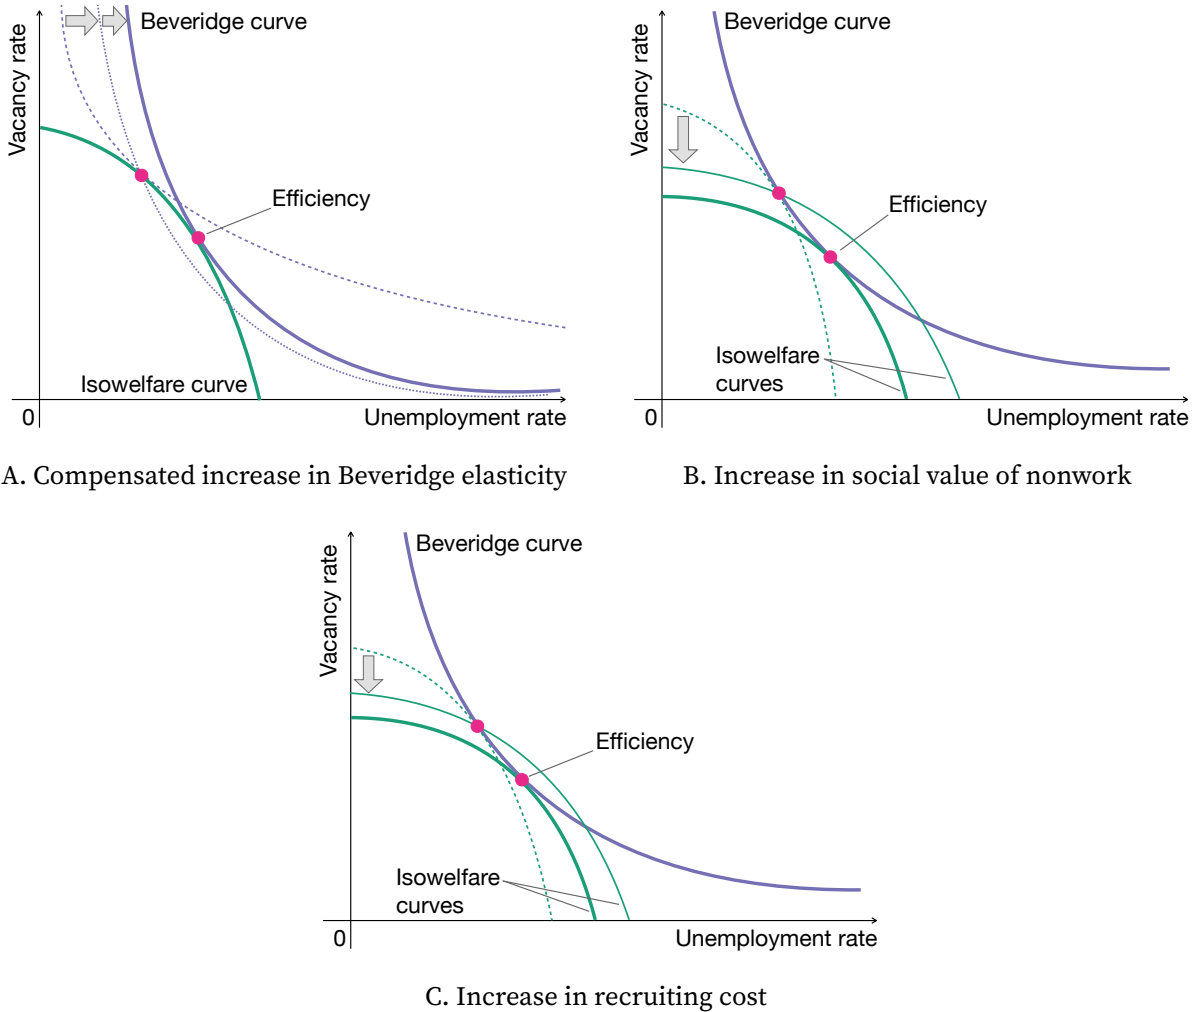 Vacancy rate
Beveridge curve
Efficiency
Isowelfare curve
0
Unemployment rate
A. Compensated increase in Beveridge elasticity
Vacancy rate
Beveridge curve
Efficiency
Isowelfare
curves
0
Unemployment rate
B. Increase in social value of nonwork
Vacancy rate
Beveridge curve
Efficiency
Isowelfare
curves
0
Unemployment rate
C. Increase in recruiting cost